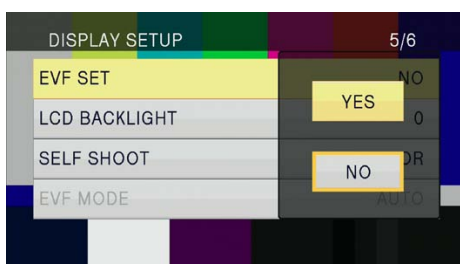 DISPLAY SETUP 5/6
EVF SET NO
YES
LCD BACKLIGHT 0
SELF SHOOT
NO
EVF MODE AUTO